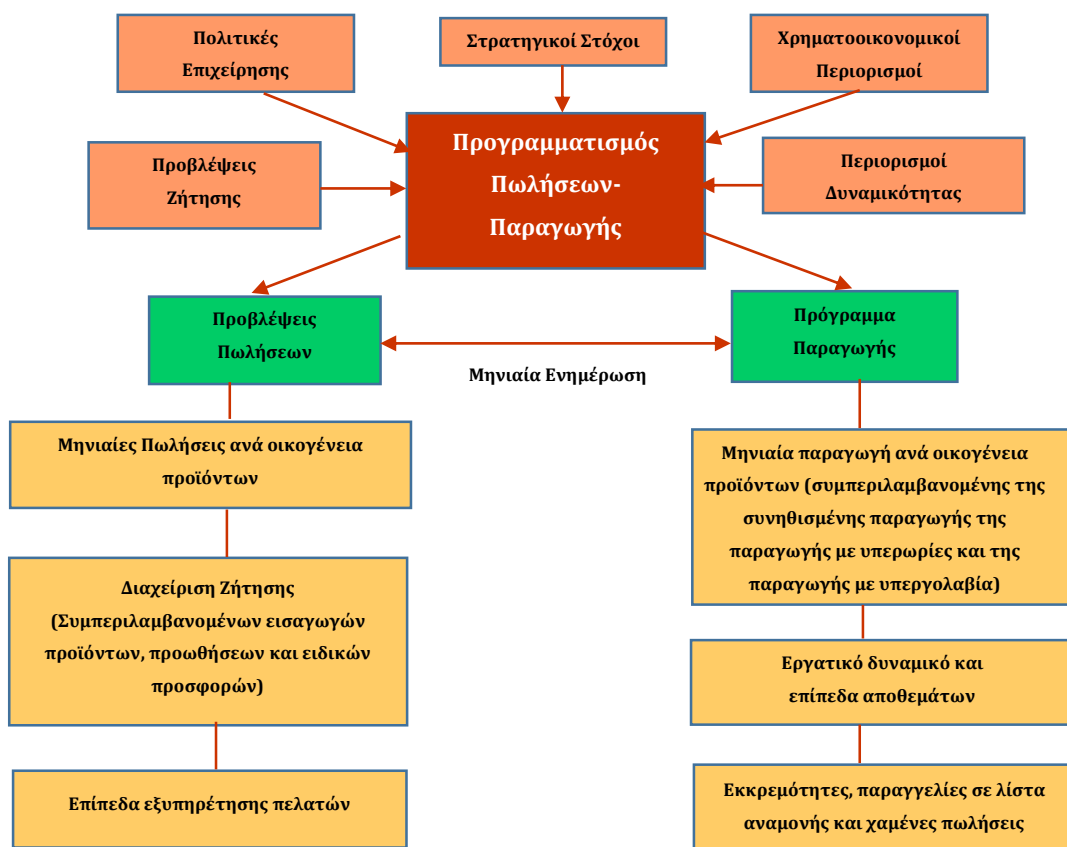 Πολιτικές
Επιχείρησης
Στρατηγικοί Στόχοι
Χρηματοοικονομικοί
Περιορισμοί
Προγραμματισμός
Πωλήσεων-
Παραγωγής
Προβλέψεις
Ζήτησης
Περιορισμοί
Δυναμικότητας
Προβλέψεις
Πωλήσεων
Πρόγραμμα
Παραγωγής
Μηνιαία Ενημέρωση
Μηνιαίες Πωλήσεις ανά οικογένεια
προϊόντων
Διαχείριση Ζήτησης
(Συμπεριλαμβανομένων εισαγωγών
προϊόντων, προωθήσεων και ειδικών
προσφορών)
Επίπεδα εξυπηρέτησης πελατών
Μηνιαία παραγωγή ανά οικογένεια
προϊόντων (συμπεριλαμβανομένης της
συνηθισμένης παραγωγής της
παραγωγής με υπερωρίες και της
παραγωγής με υπεργολαβία)
Εργατικό δυναμικό και
επίπεδα αποθεμάτων
Εκκρεμότητες, παραγγελίες σε λίστα
αναμονής και χαμένες πωλήσεις